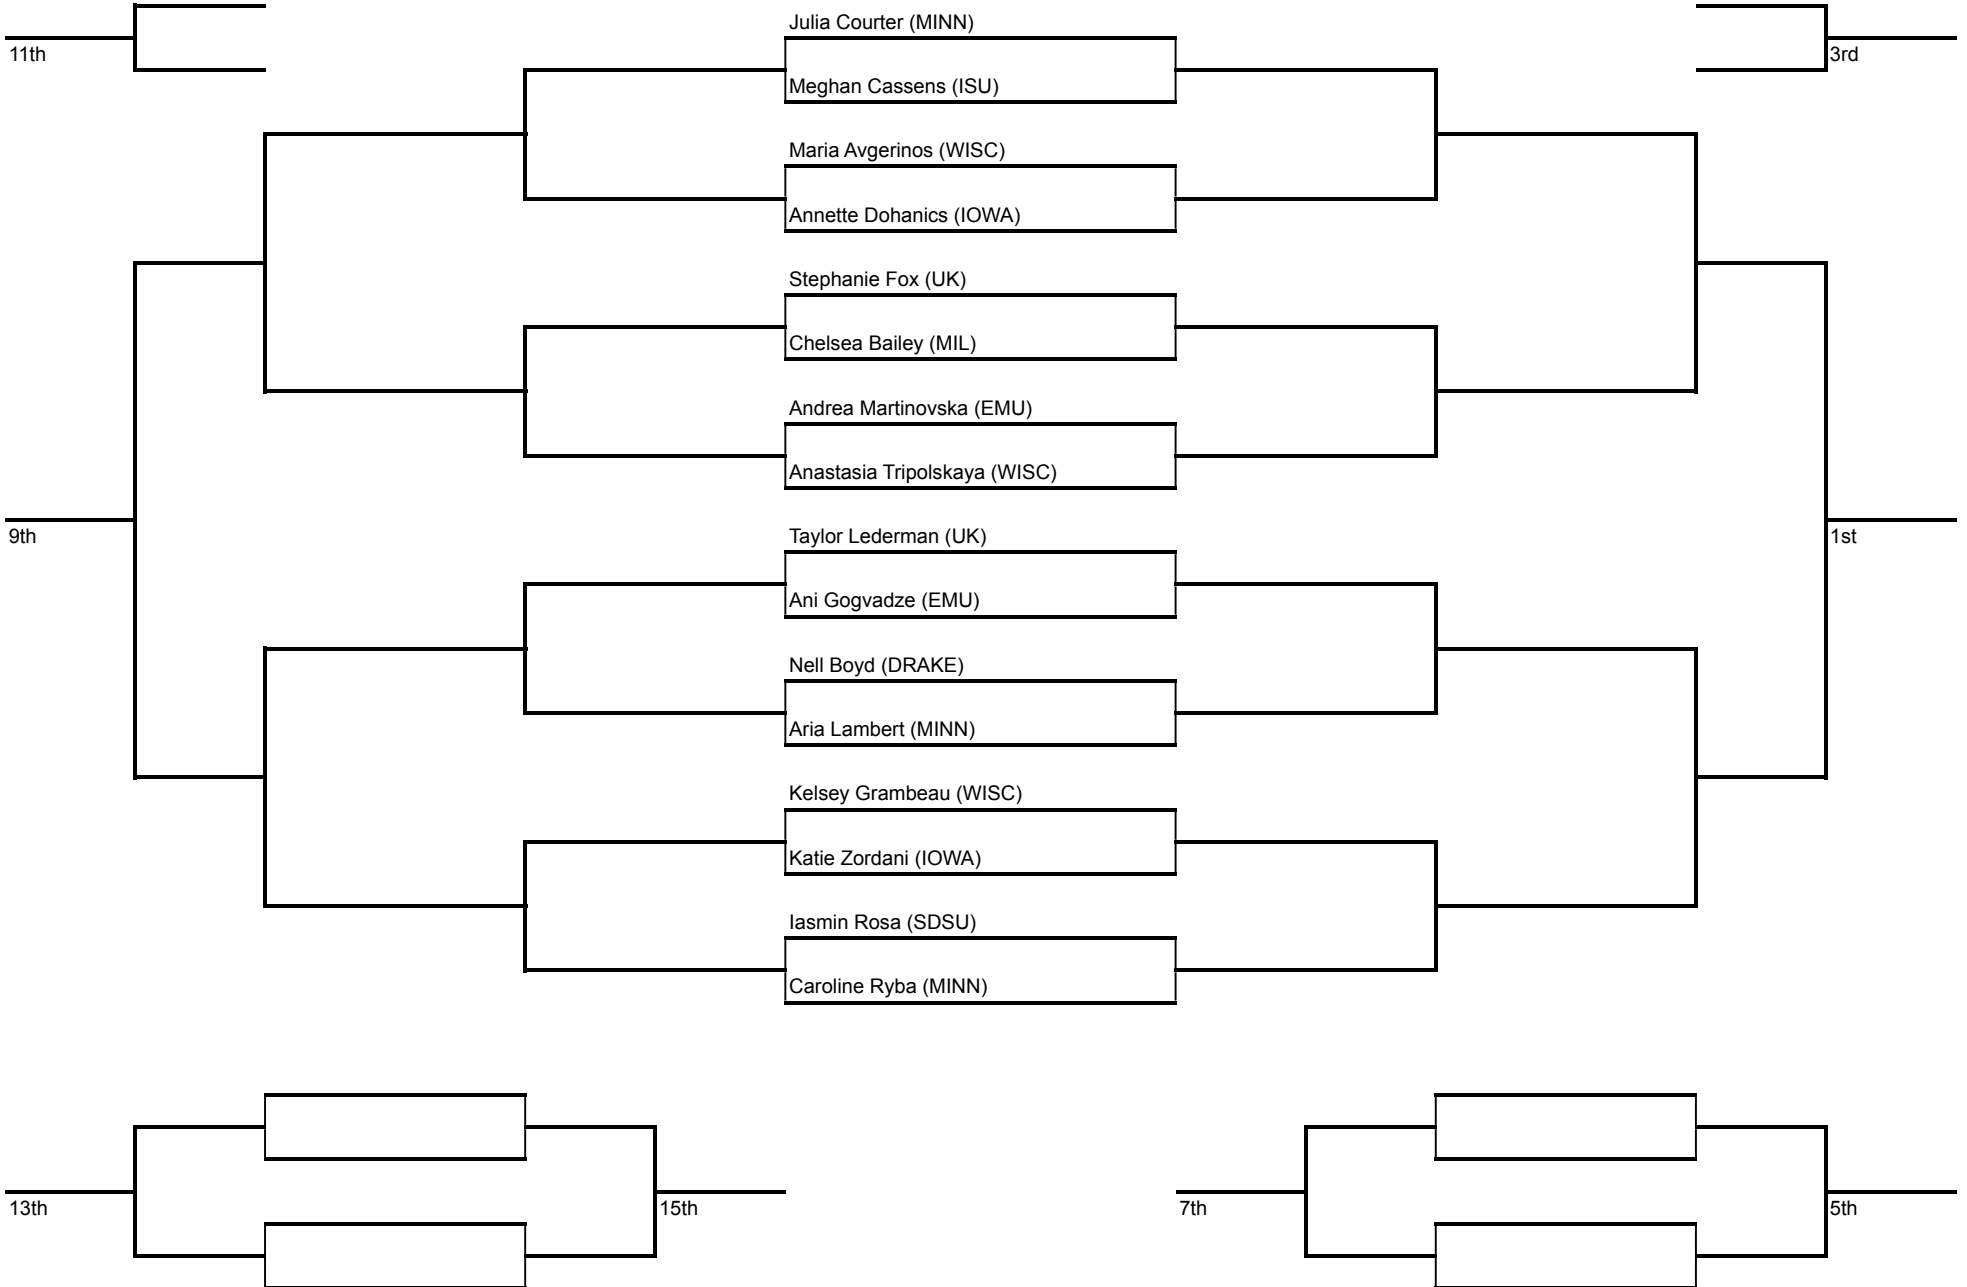 Julia Courter (MINN)
11th
3rd
Meghan Cassens (ISU)
Maria Avgerinos (WISC)
Annette Dohanics (IOWA)
Stephanie Fox (UK)
Chelsea Bailey (MIL)
Andrea Martinovska (EMU)
Anastasia Tripolskaya (WISC)
9th
Taylor Lederman (UK)
1st
Ani Gogvadze (EMU)
Nell Boyd (DRAKE)
Aria Lambert (MINN)
Kelsey Grambeau (WISC)
Katie Zordani (IOWA)
Iasmin Rosa (SDSU)
Caroline Ryba (MINN)
13th
15th
7th
5th